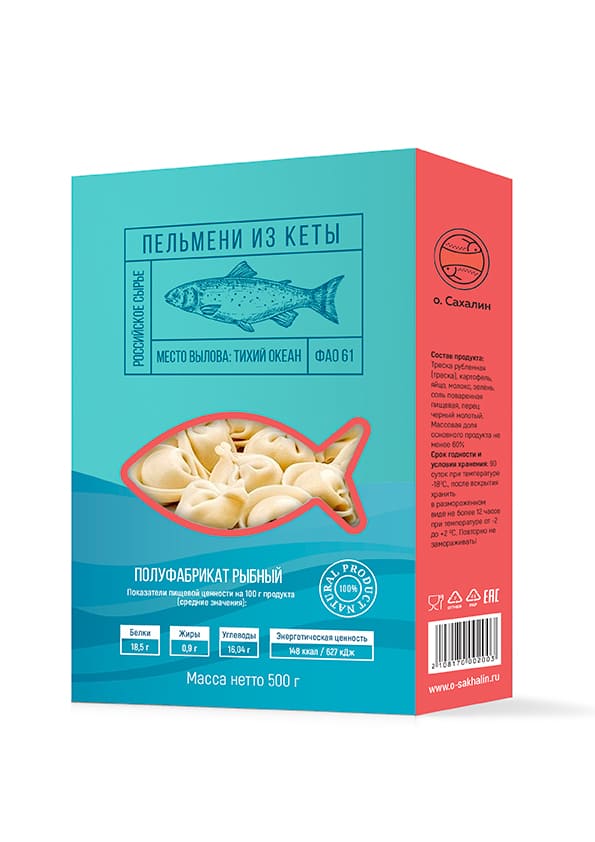 ПЕЛЬМЕНИ ИЗ КЕТЫ
РОССИЙСКОЕ СЫРЬЕ
МЕСТО ВЫЛОВА: ТИХИЙ ОКЕАН
ФАО 61
ПОЛУФАБРИКАТ РЫБНЫЙ
Показатели пищевой ценности на 100 г продукта
(средние значения):
NATURAL PRODUCT
100%
Белки
18,5 г
Жиры
0,9 г
Углеводы
16,04 г
Энергетическая ценность
148 ккал / 627 кДж
Масса нетто 500 г
о. Сахалин
Состав продукта:
Треска рубленная
(треска), картофель,
яйцо, молоко, зелень,
соль поваренная
пищевая, перец
черный молотый.
Массовая доля
основного продукта не
менее 60%
Срок годности и
условия хранения: 90
суток при температуре
-18°С, после вскрытия
хранить
в размороженном
виде не более 12 часов
при температуре от -2
до +2 °С. Повторно не
замораживать!
EAC
2 108170 002003
www.o-sakhalin.ru